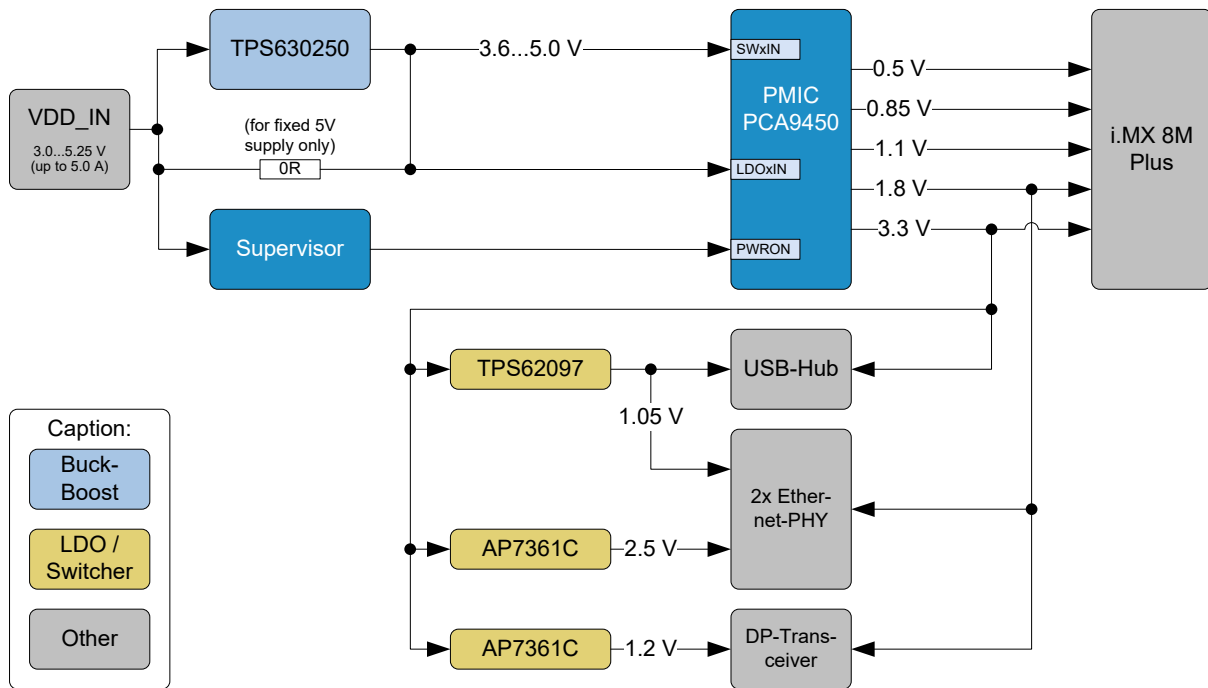 TPS630250
3.6...5.0 V
SWxIN
PMIC
PCA9450
0.5 V
0.85 V
1.1 V
1.8 V
3.3 V
i.MX 8M
Plus
VDD_IN
3.0...5.25 V
(up to 5.0 A)
(for fixed 5V
supply only)
0R
LDOxIN
Supervisor
PWRON
TPS62097
USB-Hub
1.05 V
2x Ether-
net-PHY
AP7361C
2.5 V
AP7361C
1.2 V
DP-Trans-
ceiver
Caption:
Buck-
Boost
LDO /
Switcher
Other